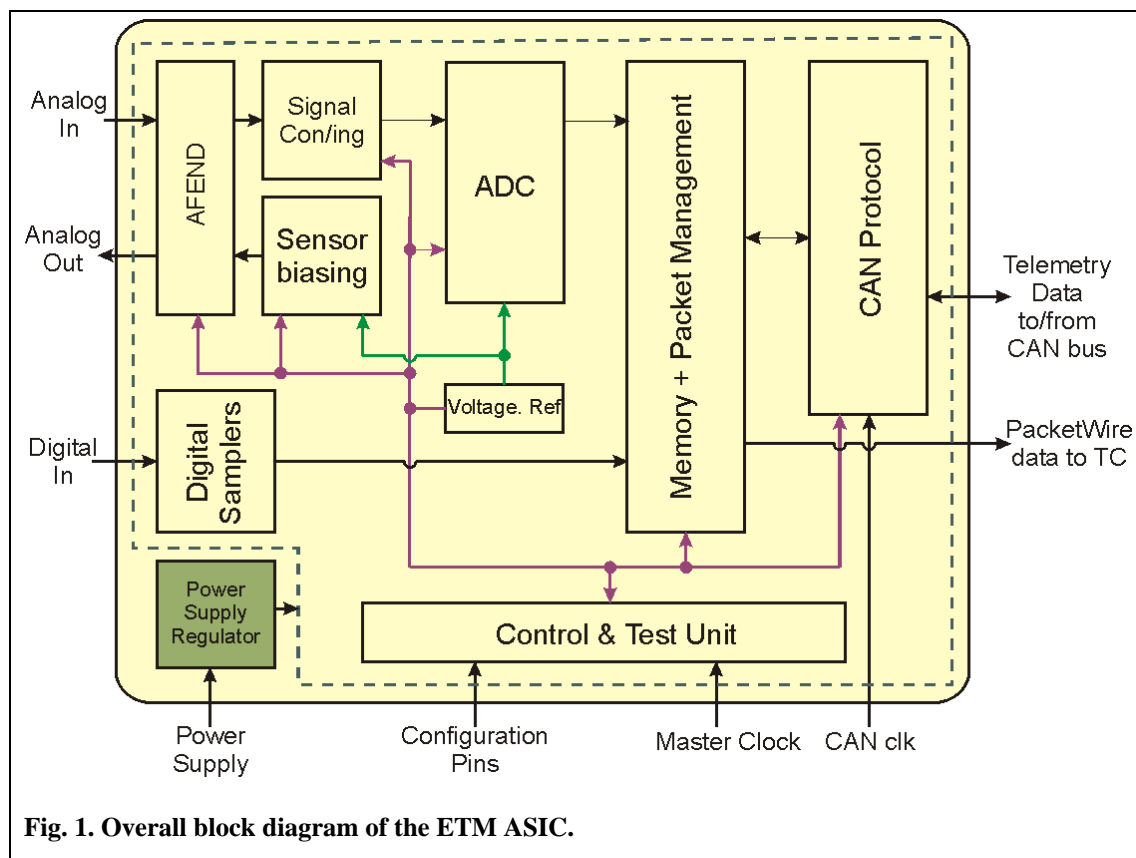 Analog
In
AFEND
Signal
Con/ing
ADC
Memory + Packet Management
CAN Protocol
Analog
Out
Sensor
biasing
Telemetry
Data
to/from
CAN bus
Voltage. Ref
Digital
In
Digital
Samplers
PacketWire
data to TC
Power
Supply
Regulator
Control & Test Unit
Power
Supply
Configuration
Pins
Master Clock
CAN clk
Fig. 1. Overall block diagram of the ETM ASIC.